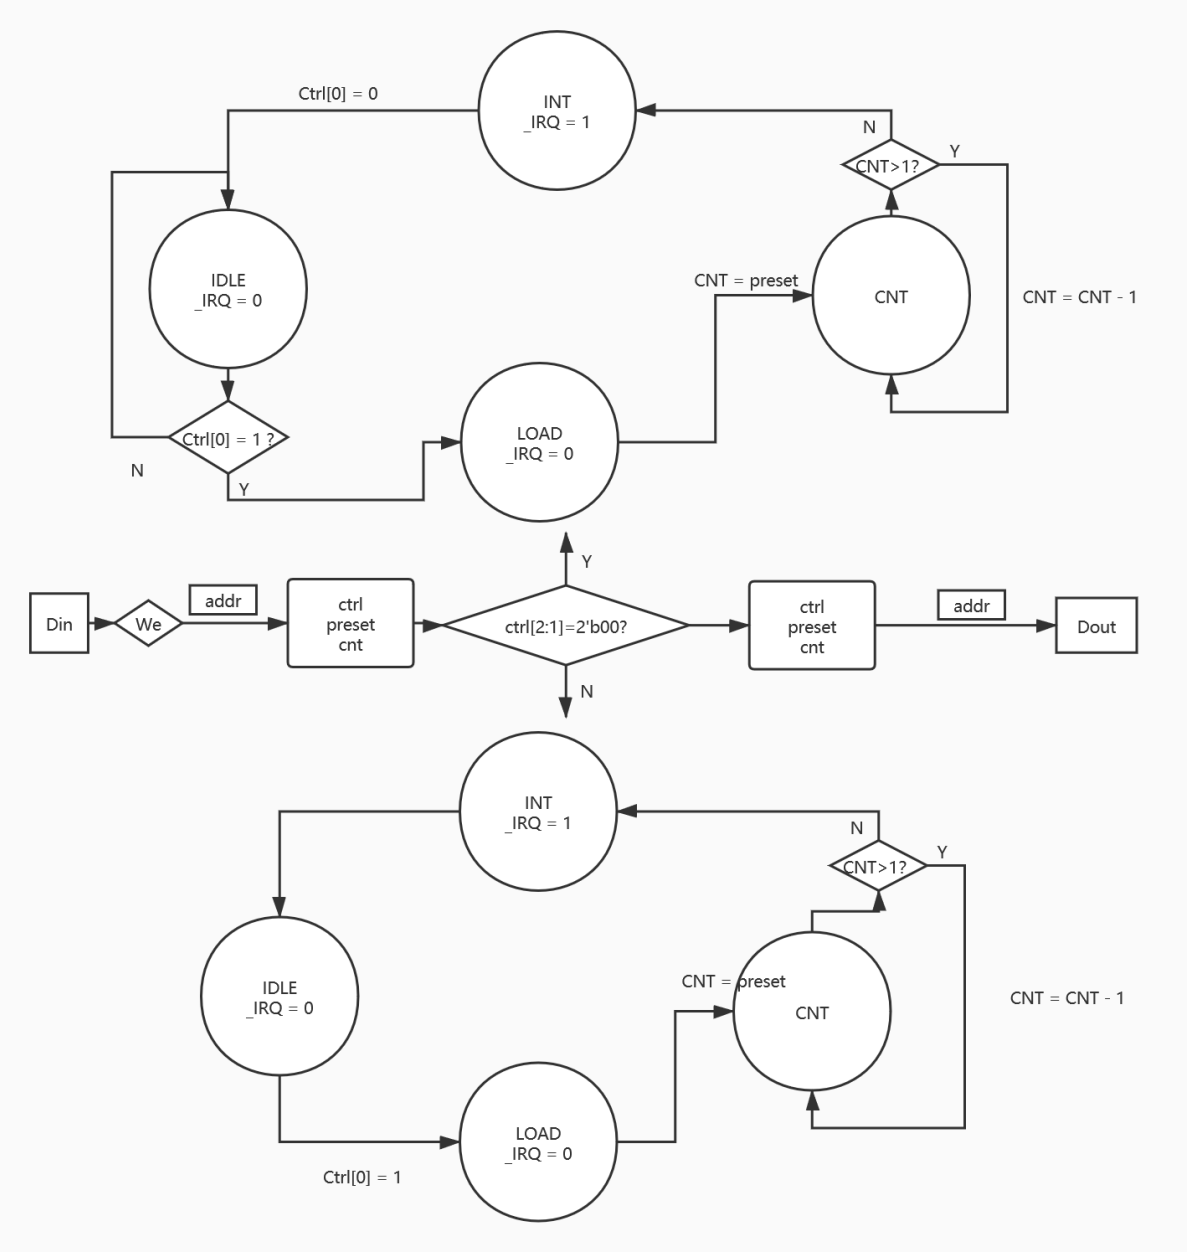 Ctrl[0] = 0
INT
_IRQ = 1
N
Y
CNT>1?
IDLE
_IRQ = 0
CNT = preset
CNT
CNT = CNT - 1
Ctrl[0] = 1 ?
N
Y
LOAD
_IRQ = 0
Y
Din
We
addr
ctrl
preset
cnt
ctrl[2:1]=2'b00?
ctrl
preset
cnt
addr
Dout
N
INT
_IRQ = 1
N
Y
CNT>1?
IDLE
_IRQ = 0
CNT = preset
CNT
CNT = CNT - 1
LOAD
_IRQ = 0
Ctrl[0] = 1